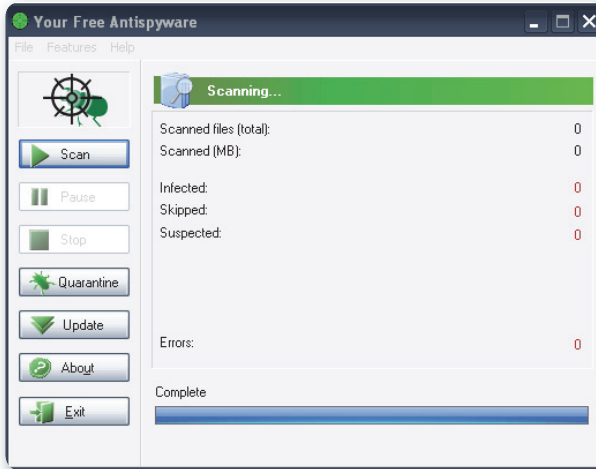 Your Free Antispyware
File Features Help
Scanning...
Scan
Pause
Stop
Quarantine
Update
About
Exit
Scanned files (total): 0
Scanned (MB): 0
Infected: 0
Skipped: 0
Suspected: 0
Errors: 0
Complete